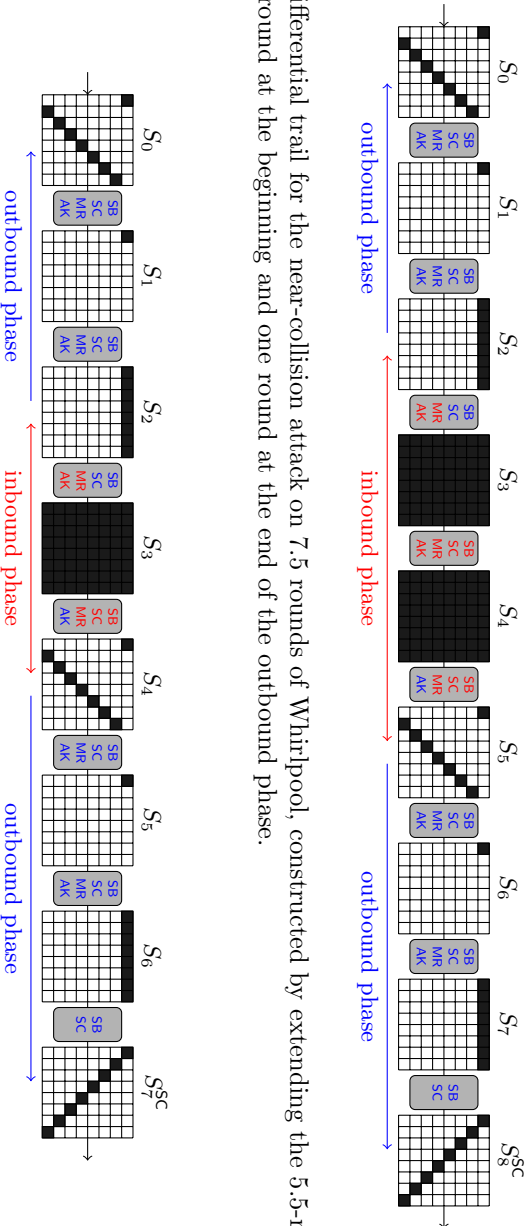 S0 S1 S2 S3 S4 S5 S6 S7 S8SC
SB SB SB SB SB SB SB SB
SC SC SC SC SC SC SC SC
MR MR MR MR MR MR MR
AK AK AK AK AK AK AK
outbound phase inbound phase outbound phase
ifferential trail for the near-collision attack on 7.5 rounds of Whirlpool, constructed by extending the 5.5-r
round at the beginning and one round at the end of the outbound phase.
S0 S1 S2 S3 S4 S5 S6 S7SC
SB SB SB SB SB SB SB
SC SC SC SC SC SC SC
MR MR MR MR MR MR
AK AK AK AK AK AK
outbound phase inbound phase outbound phase